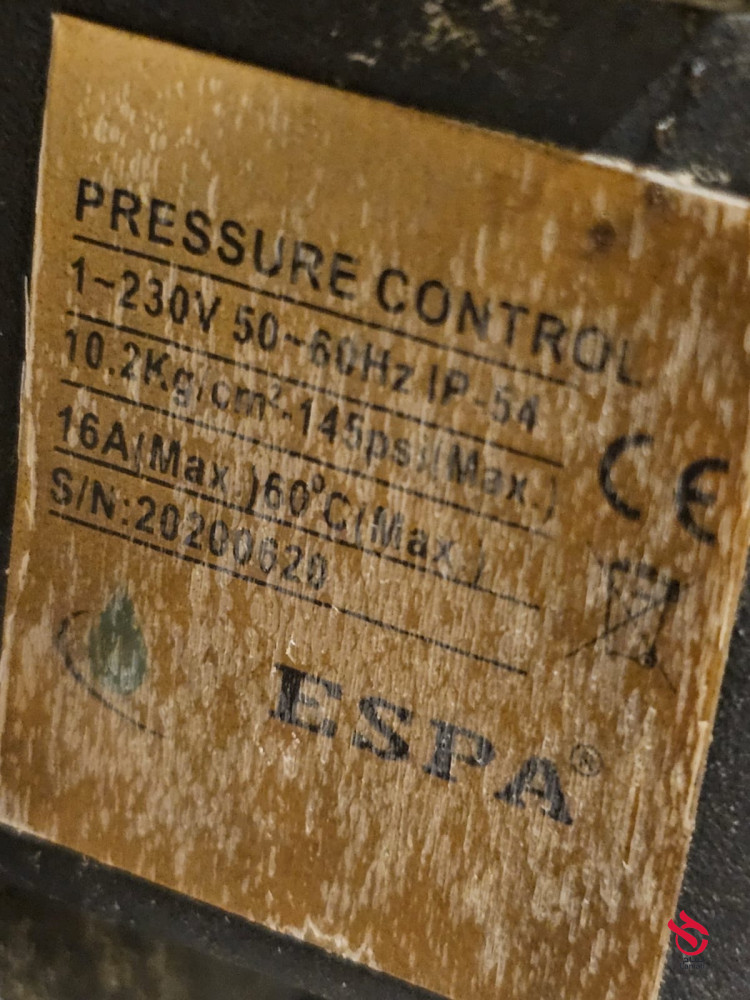 PRESSURE CONTROL
1~230V 50~60Hz IP-54
10.2Kg/cm²-145psi(Max.)
16A(Max.)60°C(Max.)
S/N:20200620
CE
ESPA®